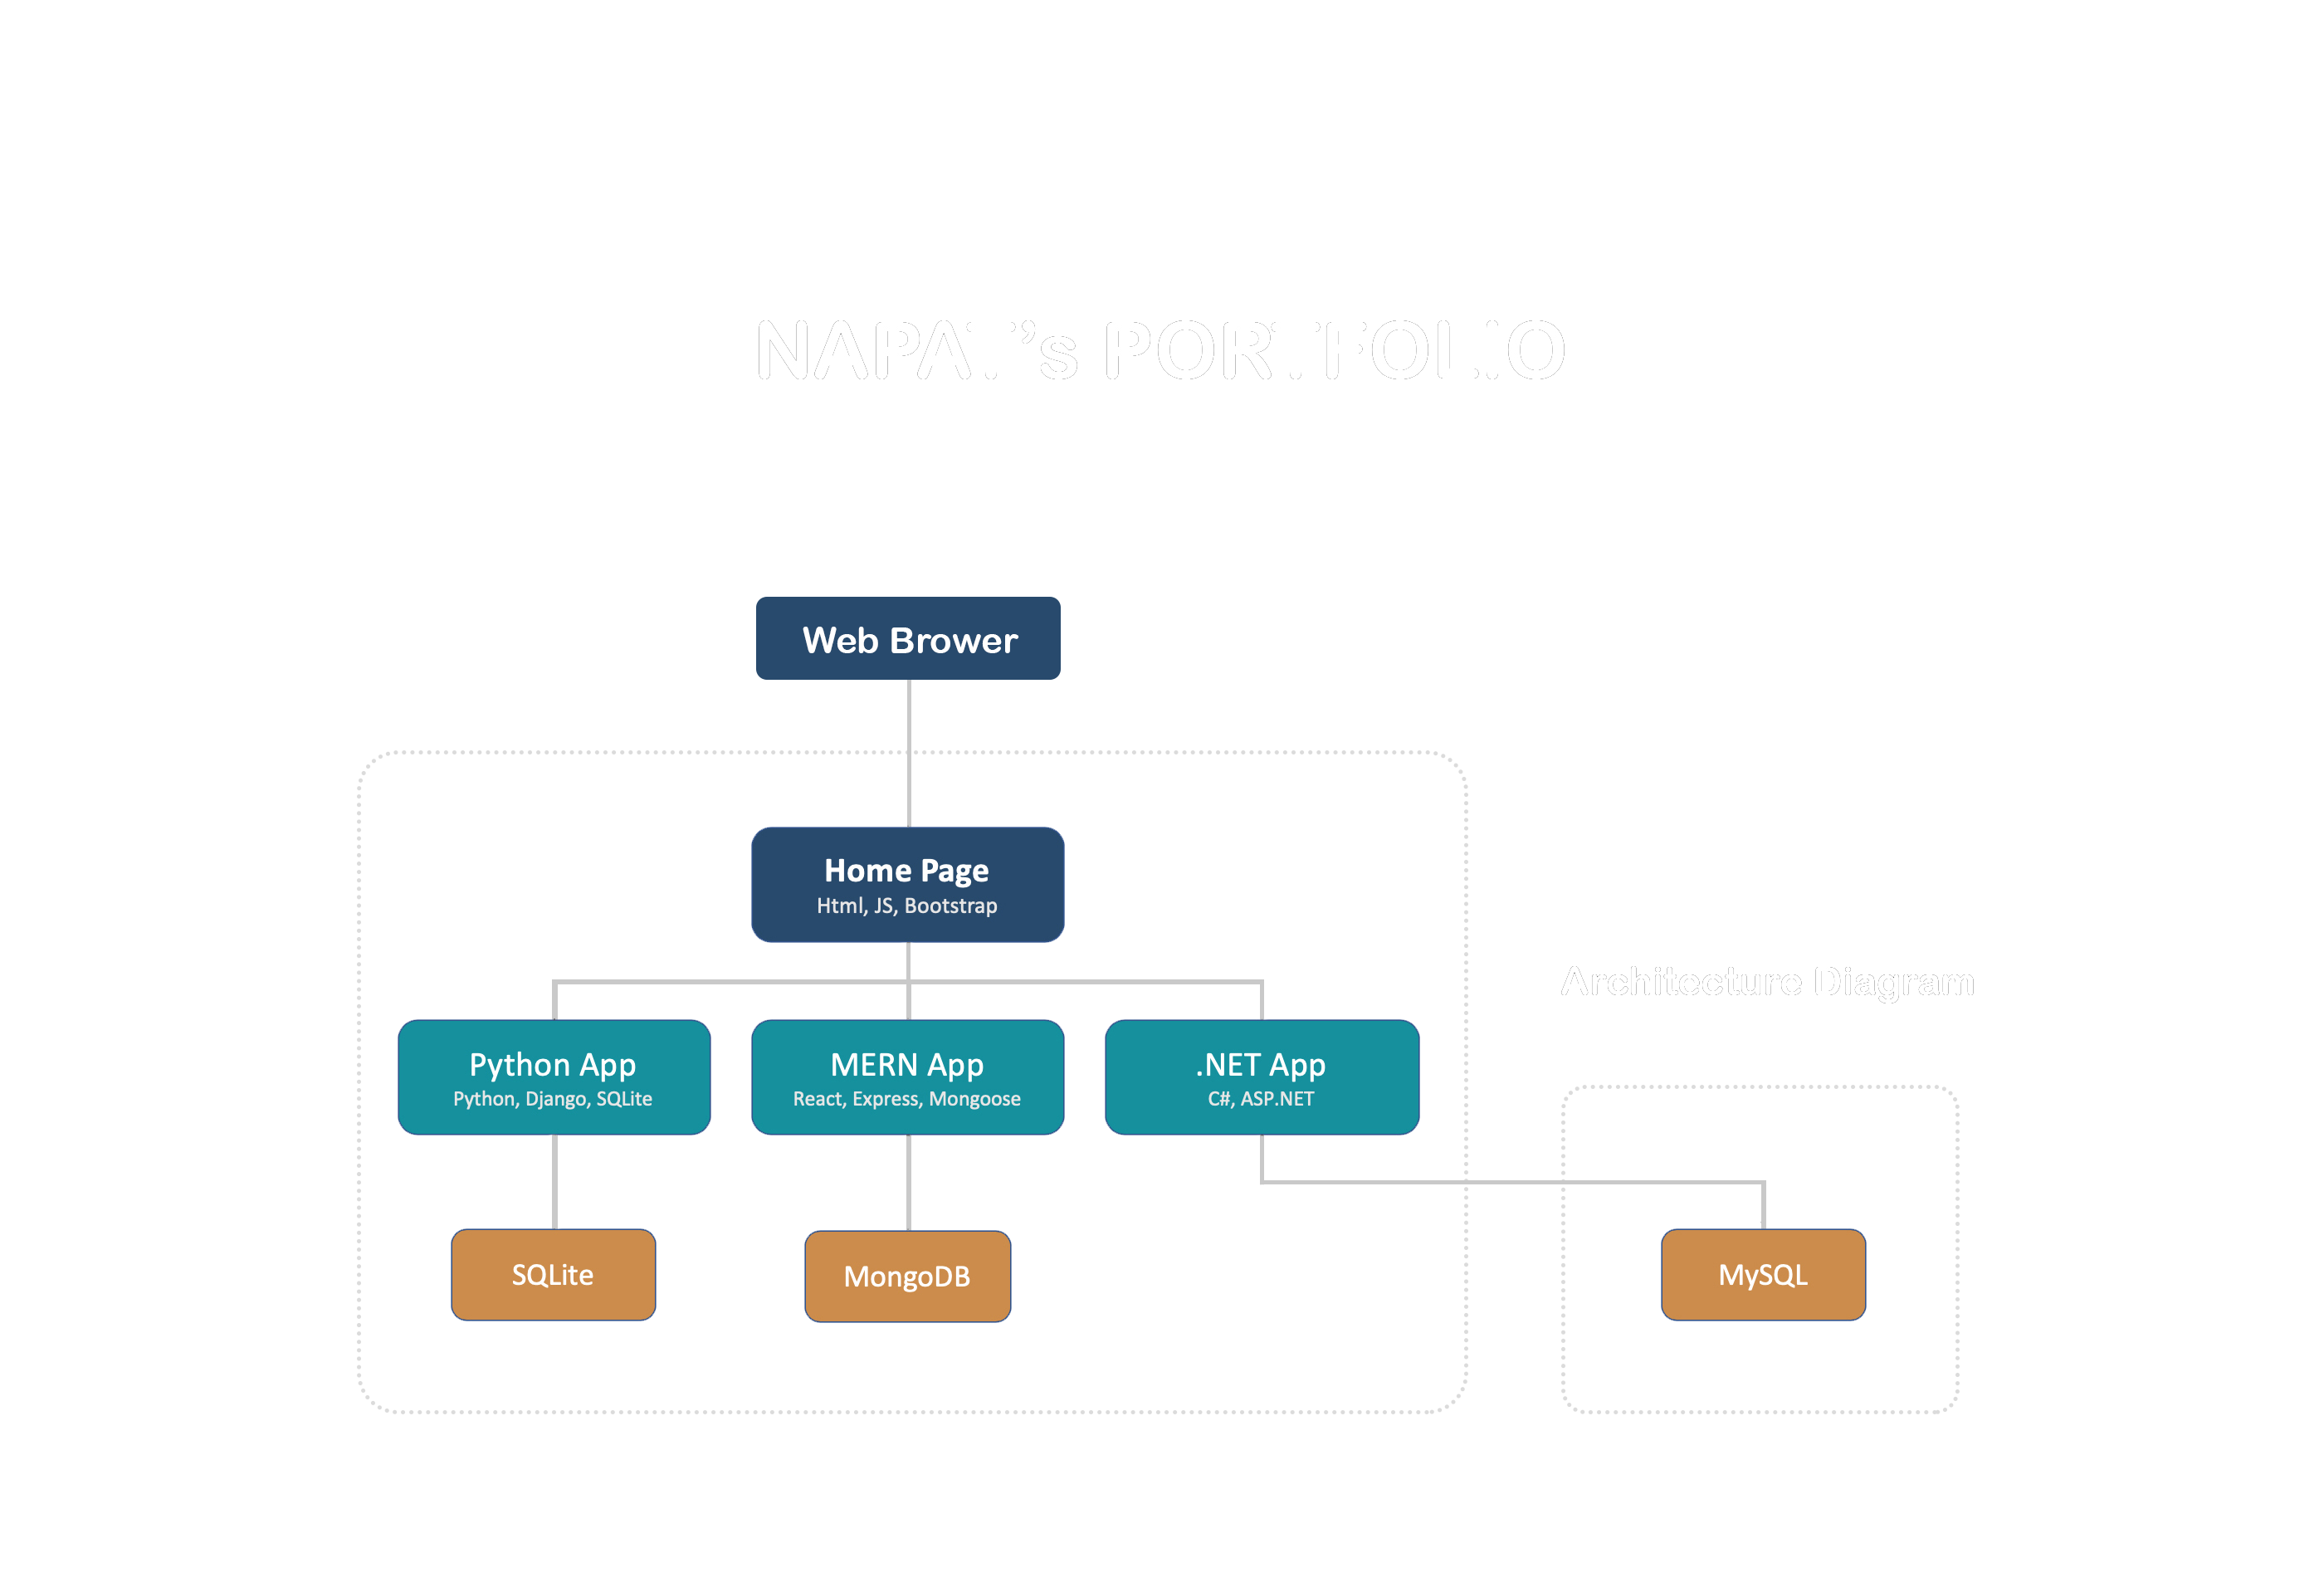 NAPAT’s PORTFOLIO
Web Brower
Home Page
Html, JS, Bootstrap
Architecture Diagram
Python App
Python, Django, SQLite
MERN App
React, Express, Mongoose
.NET App
C#, ASP.NET
SQLite
MongoDB
MySQL